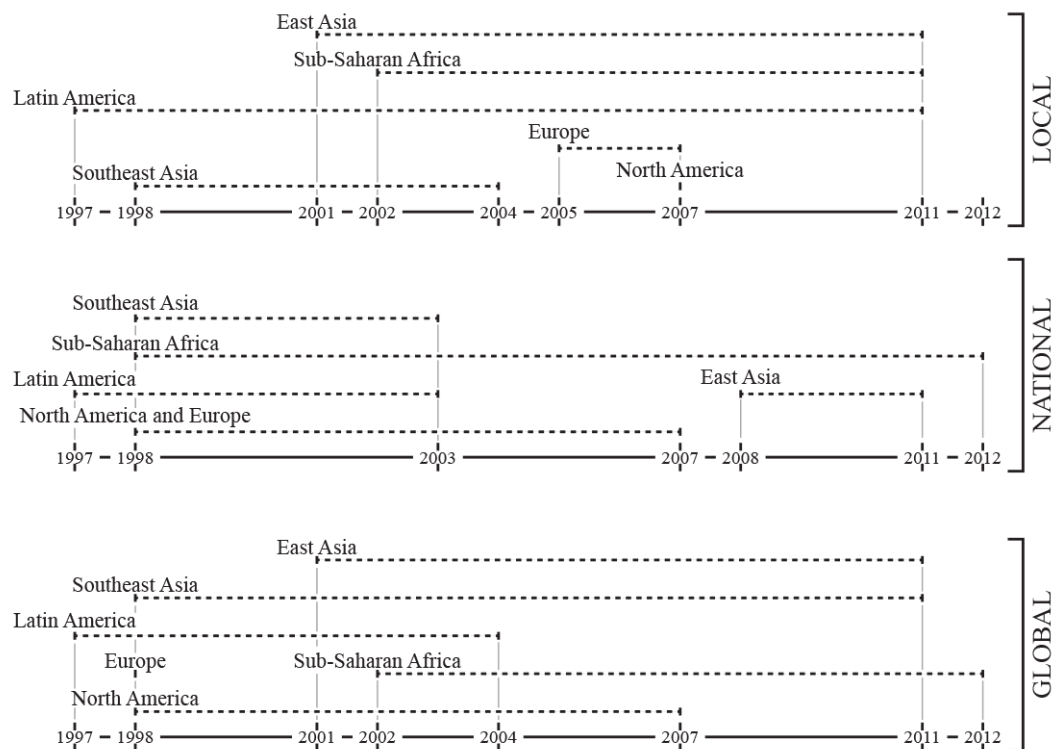 East Asia
Sub-Saharan Africa
Latin America
Europe
North America
Southeast Asia
1997 1998 2001 2002 2004 2005 2007 2011 2012
LOCAL
Southeast Asia
Sub-Saharan Africa
Latin America
East Asia
North America and Europe
1997 1998 2003 2007 2008 2011 2012
NATIONAL
East Asia
Southeast Asia
Latin America
Europe
Sub-Saharan Africa
North America
1997 1998 2001 2002 2004 2007 2011 2012
GLOBAL